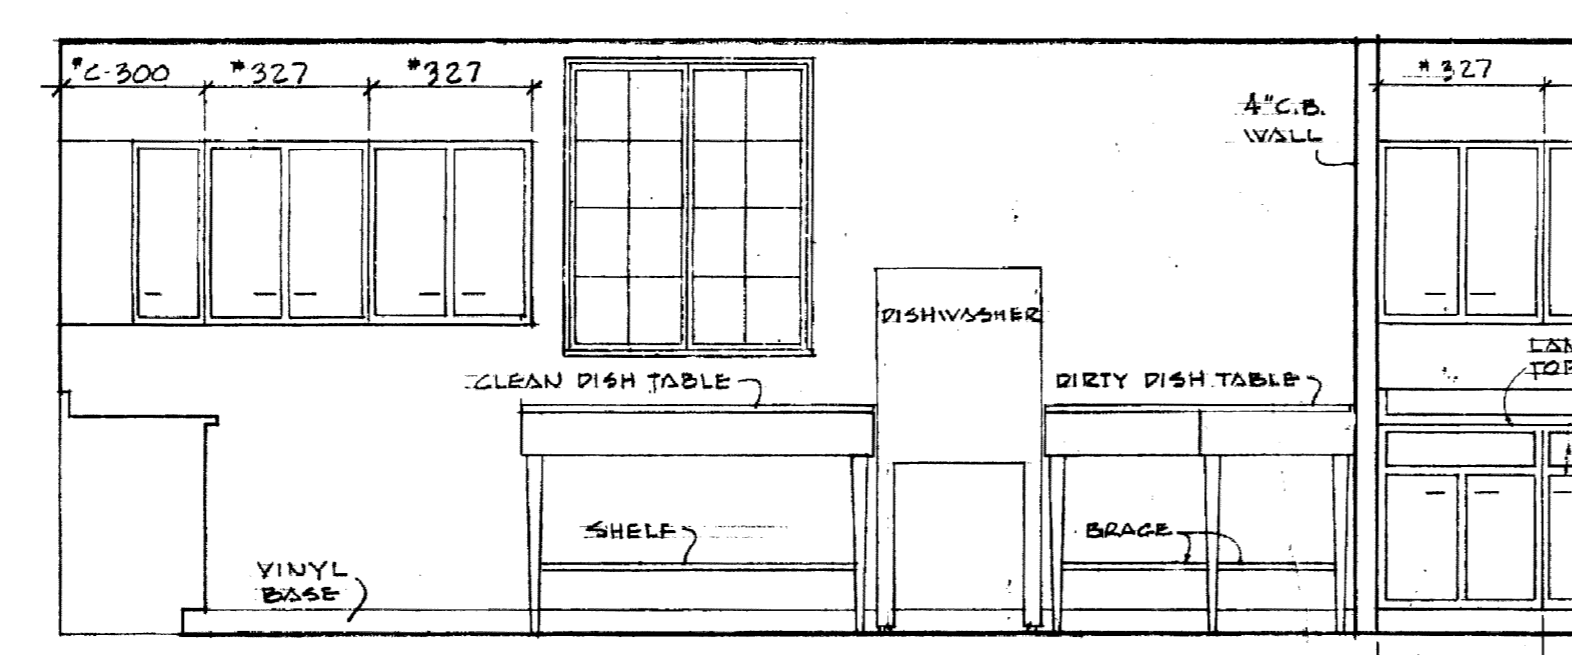 #C-300
#327
#327
#327
4" C.B.
WALL
DISHWASHER
CLEAN DISH TABLE
DIRTY DISH TABLE
SHELF
BRACE
VINYL
BASE